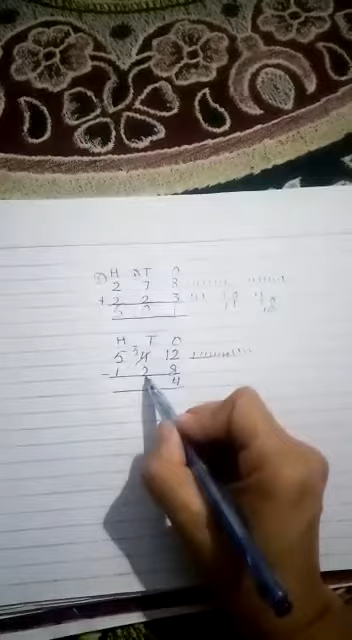 H T O
2 7 8
+ 2 2 3
5 0 1
H T O
5 3 4 12
- 1 2 8
4